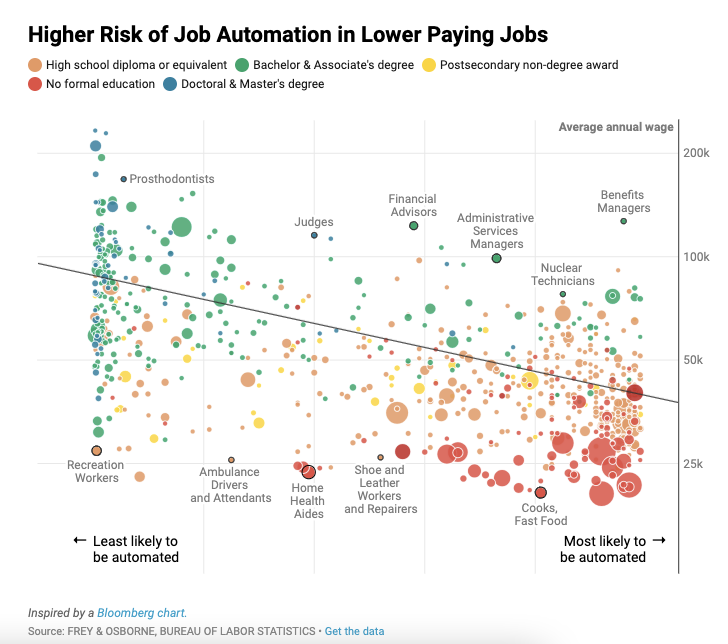 Higher Risk of Job Automation in Lower Paying Jobs
High school diploma or equivalent Bachelor & Associate's degree Postsecondary non-degree award
No formal education Doctoral & Master's degree
Average annual wage
200k
Prosthodontists
Benefits
Managers
Financial
Advisors
Judges
Administrative
Services
Managers
100k
Nuclear
Technicians
50k
25k
Recreation
Workers
Ambulance
Drivers
and Attendants
Home
Health
Aides
Shoe and
Leather
Workers
and Repairers
Cooks,
Fast Food
← Least likely to
be automated
Most likely to →
be automated
Inspired by a Bloomberg chart.
Source: FREY & OSBORNE, BUREAU OF LABOR STATISTICS • Get the data